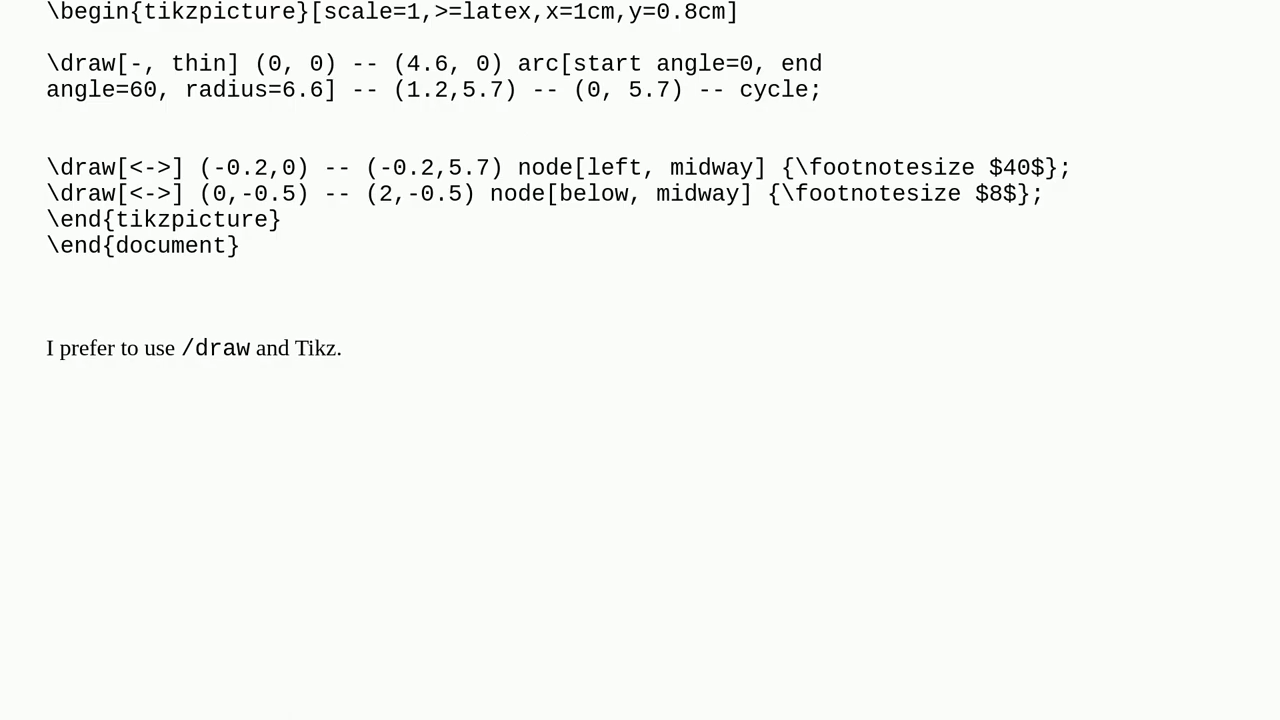 \begin{tikzpicture}[scale=1,>=latex,x=1cm,y=0.8cm]
\draw[-, thin] (0, 0) -- (4.6, 0) arc[start angle=0, end
angle=60, radius=6.6] -- (1.2,5.7) -- (0, 5.7) -- cycle;
\draw[<->] (-0.2,0) -- (-0.2,5.7) node[left, midway] {\footnotesize $40$};
\draw[<->] (0,-0.5) -- (2,-0.5) node[below, midway] {\footnotesize $8$};
\end{tikzpicture}
\end{document}
I prefer to use /draw and Tikz.